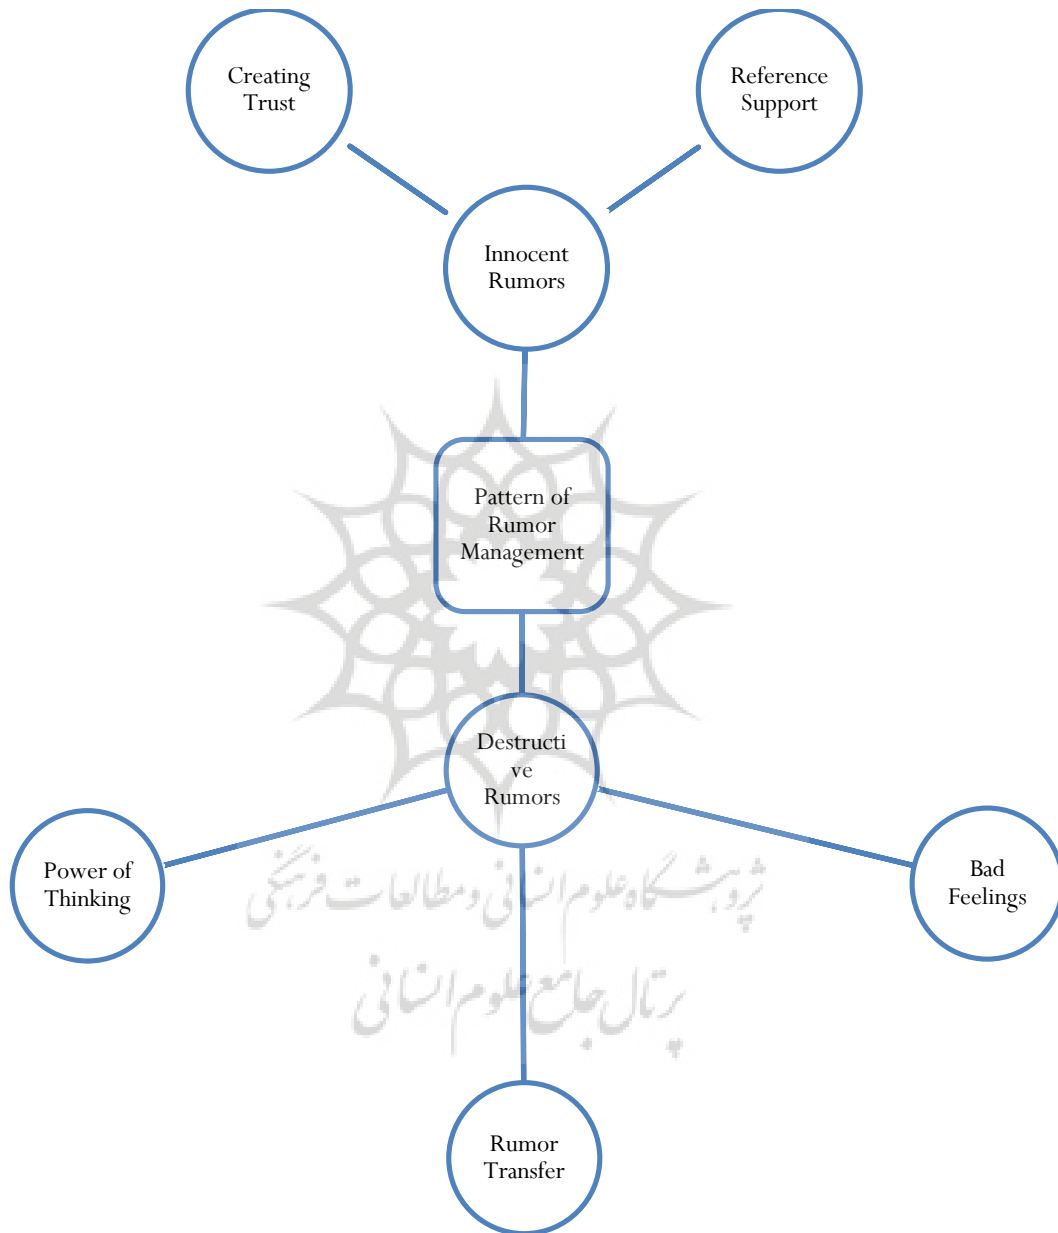 Creating
Trust
Reference
Support
Innocent
Rumors
Pattern of
Rumor
Management
Destructi
ve
Rumors
Power of
Thinking
Bad
Feelings
پژوهشگاه علوم انسانی و مطالعات فرهنگی
پرتال جامع علوم انسانی
Rumor
Transfer